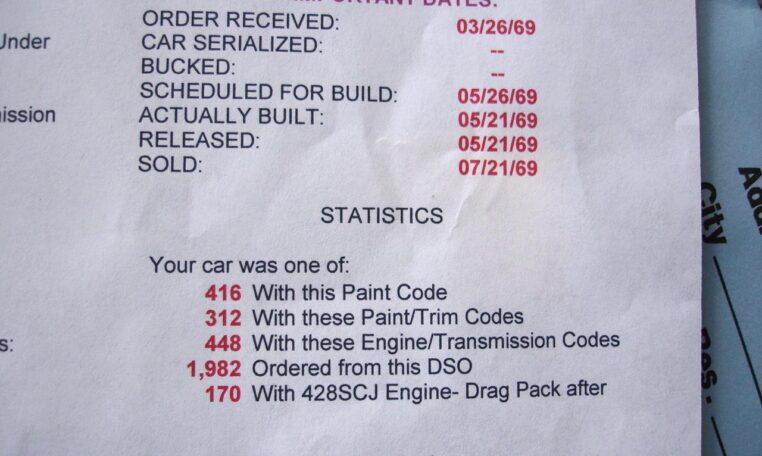 IMPORTANT DATES:
ORDER RECEIVED: 03/26/69
Under
CAR SERIALIZED: --
BUCKED: --
SCHEDULED FOR BUILD: 05/26/69
ission
ACTUALLY BUILT: 05/21/69
RELEASED: 05/21/69
SOLD: 07/21/69
STATISTICS
Your car was one of:
416 With this Paint Code
312 With these Paint/Trim Codes
s:
448 With these Engine/Transmission Codes
1,982 Ordered from this DSO
170 With 428SCJ Engine- Drag Pack after
City
Des.